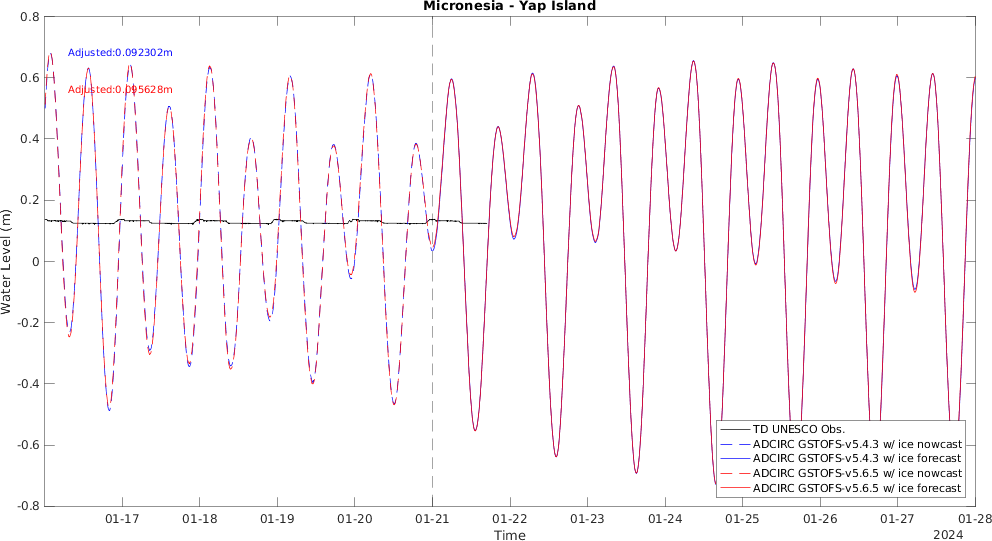 Micronesia - Yap Island
Adjusted:0.092302m
Adjusted:0.095628m
Water Level (m)
0.8
0.6
0.4
0.2
0
-0.2
-0.4
-0.6
-0.8
TD UNESCO Obs.
ADCIRC GSTOFS-v5.4.3 w/ ice nowcast
ADCIRC GSTOFS-v5.4.3 w/ ice forecast
ADCIRC GSTOFS-v5.6.5 w/ ice nowcast
ADCIRC GSTOFS-v5.6.5 w/ ice forecast
01-17 01-18 01-19 01-20 01-21 01-22 01-23 01-24 01-25 01-26 01-27 01-28
Time
2024